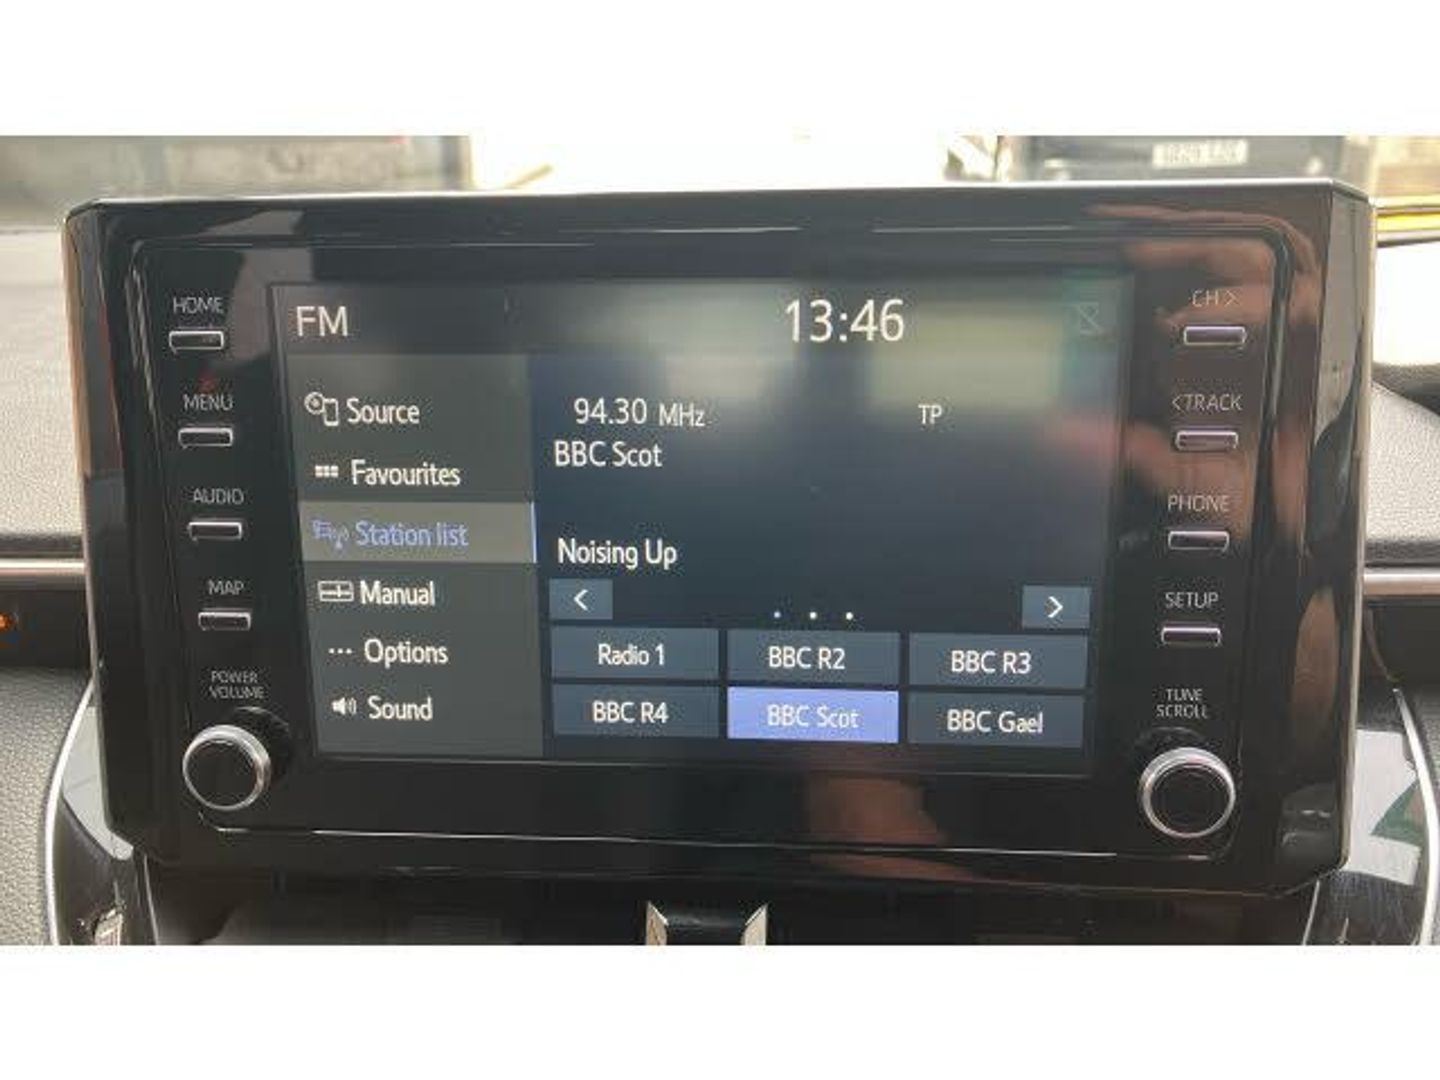 HOME
FM
13:46
CH >
MENU
Source
94.30 MHz
TP
< TRACK
BBC Scot
Favourites
AUDIO
Station list
Noising Up
PHONE
MAP
Manual
<
>
SETUP
Options
Radio 1
BBC R2
BBC R3
POWER
VOLUME
Sound
BBC R4
BBC Scot
BBC Gael
TUNE
SCROLL